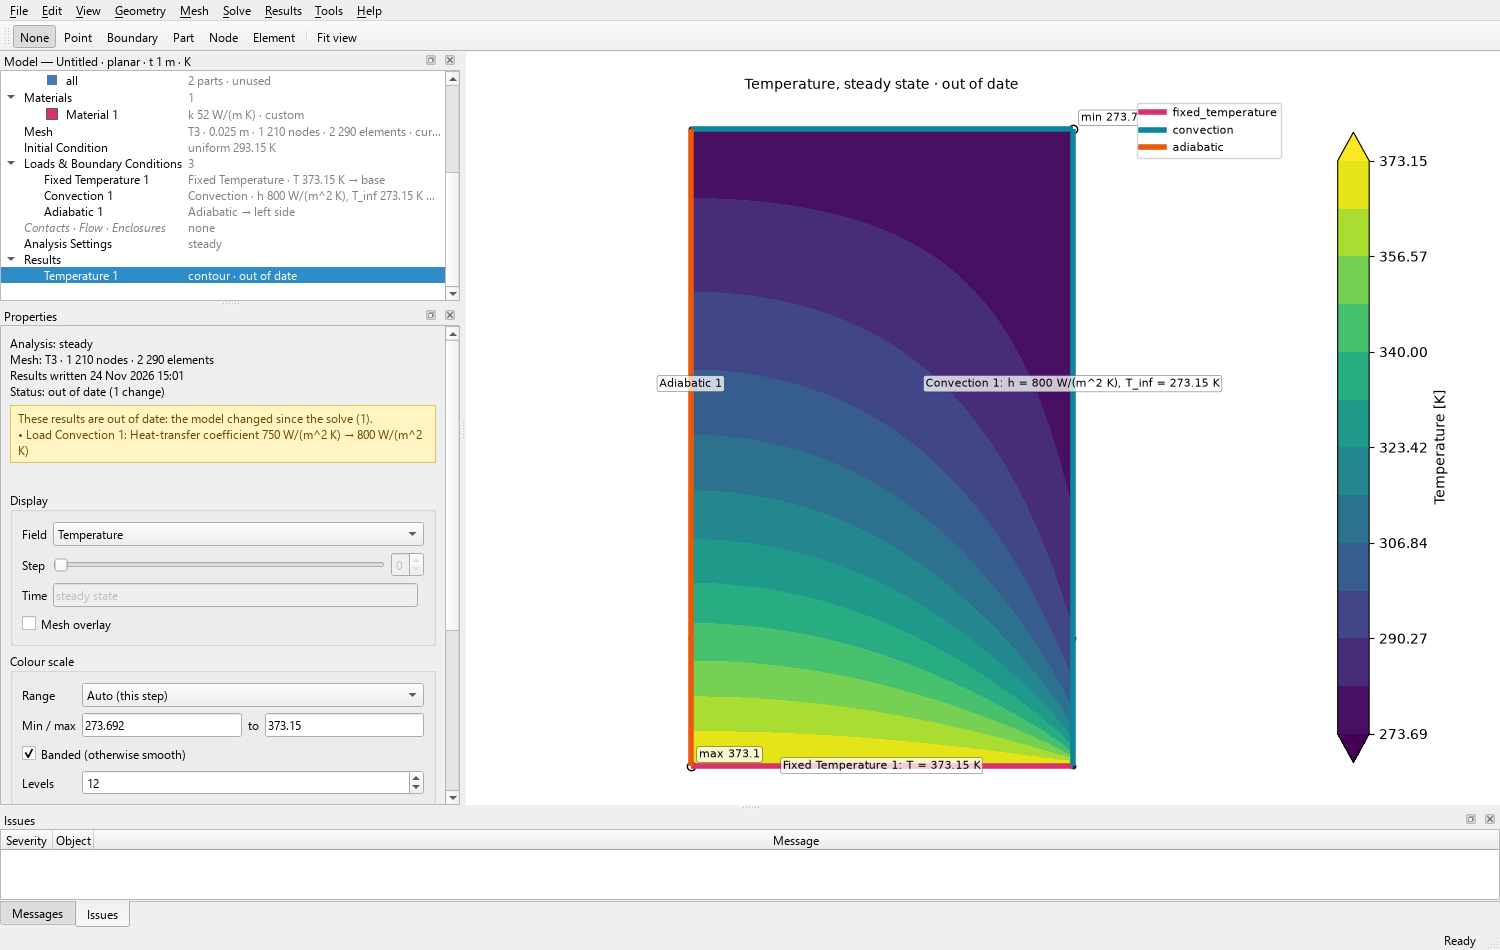 File Edit View Geometry Mesh Solve Results Tools Help
None Point Boundary Part Node Element Fit view
Model — Untitled · planar · t 1 m · K
all 2 parts · unused
Materials 1
Material 1 k 52 W/(m K) · custom
Mesh T3 · 0.025 m · 1 210 nodes · 2 290 elements · cur...
Initial Condition uniform 293.15 K
Loads & Boundary Conditions 3
Fixed Temperature 1 Fixed Temperature · T 373.15 K → base
Convection 1 Convection · h 800 W/(m^2 K), T_inf 273.15 K ...
Adiabatic 1 Adiabatic → left side
Contacts · Flow · Enclosures none
Analysis Settings steady
Results
Temperature 1 contour · out of date
Properties
Analysis: steady
Mesh: T3 · 1 210 nodes · 2 290 elements
Results written 24 Nov 2026 15:01
Status: out of date (1 change)
These results are out of date: the model changed since the solve (1).
• Load Convection 1: Heat-transfer coefficient 750 W/(m^2 K) → 800 W/(m^2
K)
Display
Field Temperature
Step 0
Time steady state
Mesh overlay
Colour scale
Range Auto (this step)
Min / max 273.692 to 373.15
Banded (otherwise smooth)
Levels 12
Temperature, steady state · out of date
min 273.7
fixed_temperature
convection
adiabatic
Adiabatic 1
Convection 1: h = 800 W/(m^2 K), T_inf = 273.15 K
max 373.1
Fixed Temperature 1: T = 373.15 K
373.15
356.57
340.00
323.42
306.84
290.27
273.69
Temperature [K]
Issues
Severity Object Message
Messages Issues
Ready